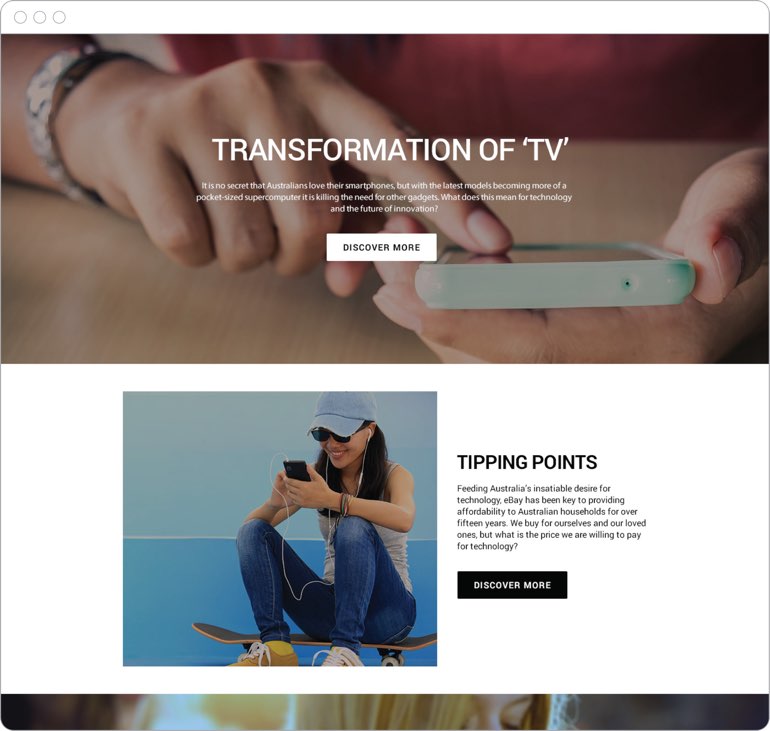 TRANSFORMATION OF ‘TV’
It is no secret that Australians love their smartphones, but with the latest models becoming more of a
pocket-sized supercomputer it is killing the need for other gadgets. What does this mean for technology
and the future of innovation?
DISCOVER MORE
TIPPING POINTS
Feeding Australia’s insatiable desire for
technology, eBay has been key to providing
affordability to Australian households for over
fifteen years. We buy for ourselves and our loved
ones, but what is the price we are willing to pay
for technology?
DISCOVER MORE